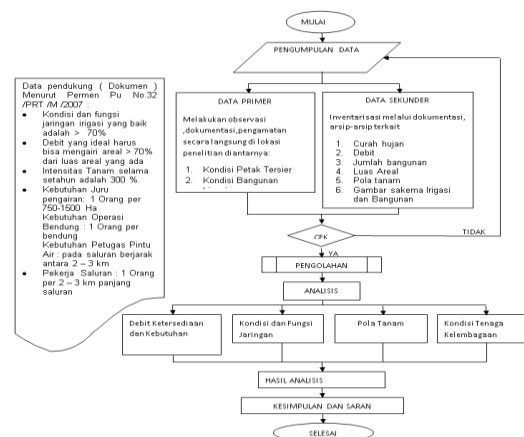 MULAI
PENGUMPULAN DATA
Data pendukung ( Dokumen )
Menurut Permen Pu No.32
/PRT /M /2007 :
• Kondisi dan fungsi
jaringan irigasi yang baik
adalah > 70%
• Debit yang ideal harus
bisa mengairi areal > 70%
dari luas areal yang ada
• Intensitas Tanam selama
setahun adalah 300 %.
• Kebutuhan Juru
pengairan: 1 Orang per
750-1500 Ha
Kebutuhan Operasi
Bendung : 1 Orang per
bendung
Kebutuhan Petugas Pintu
Air : pada saluran berjarak
antara 2 – 3 km
• Pekerja Saluran : 1 Orang
per 2 – 3 km panjang
saluran
DATA PRIMER
Melakukan observasi
,dokumentasi,pengamatan
secara langsung di lokasi
penelitian diantarnya:
1. Kondisi Petak Tersier
2. Kondisi Bangunan
DATA SEKUNDER
Inventarisasi melalui dokumentasi,
arsip-arsip terkait
1. Curah hujan
2. Debit
3. Jumlah bangunan
4. Luas Areal
5. Pola tanam
6. Gambar sakema Irigasi
dan Bangunan
CEK
TIDAK
YA
PENGOLAHAN
ANALISIS
Debit Ketersediaan
dan Kebutuhan
Kondisi dan Fungsi
Jaringan
Pola Tanam
Kondisi Tenaga
Kelembagaan
HASIL ANALISIS
KESIMPULAN DAN SARAN
SELESAI